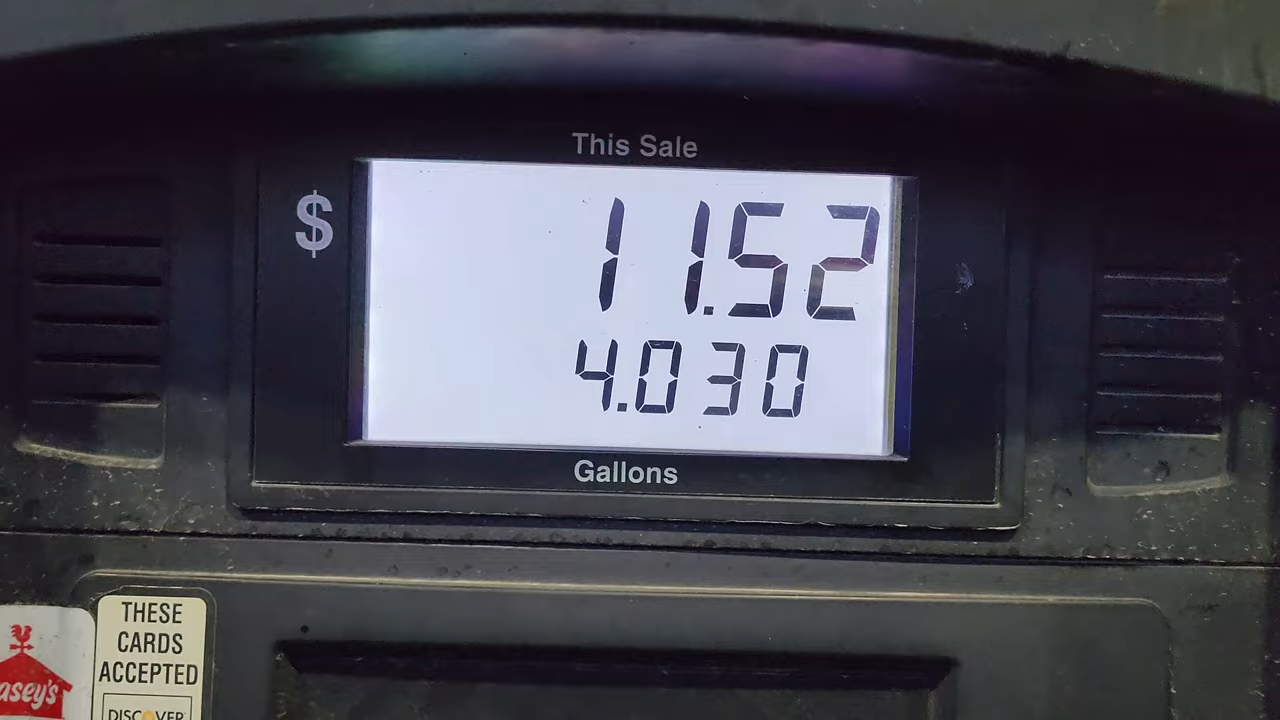 This Sale
$
11.52
4.030
Gallons
THESE
CARDS
ACCEPTED
DISCOVER
asey's